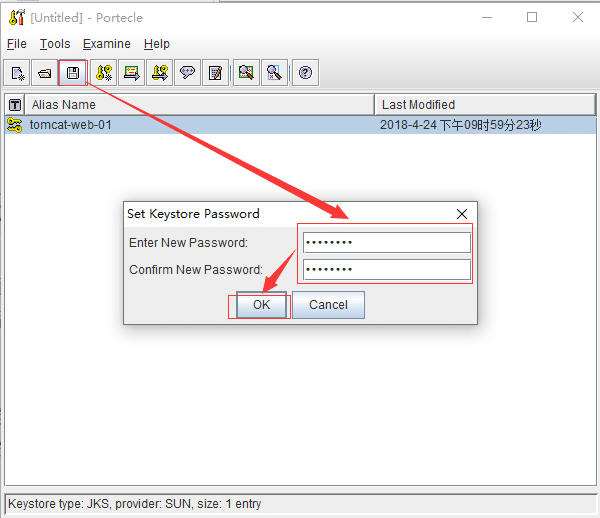 [Untitled] - Portecle
File Tools Examine Help
T Alias Name Last Modified
tomcat-web-01 2018-4-24 下午09时59分23秒
Set Keystore Password
Enter New Password: ••••••••
Confirm New Password: ••••••••
OK Cancel
Keystore type: JKS, provider: SUN, size: 1 entry